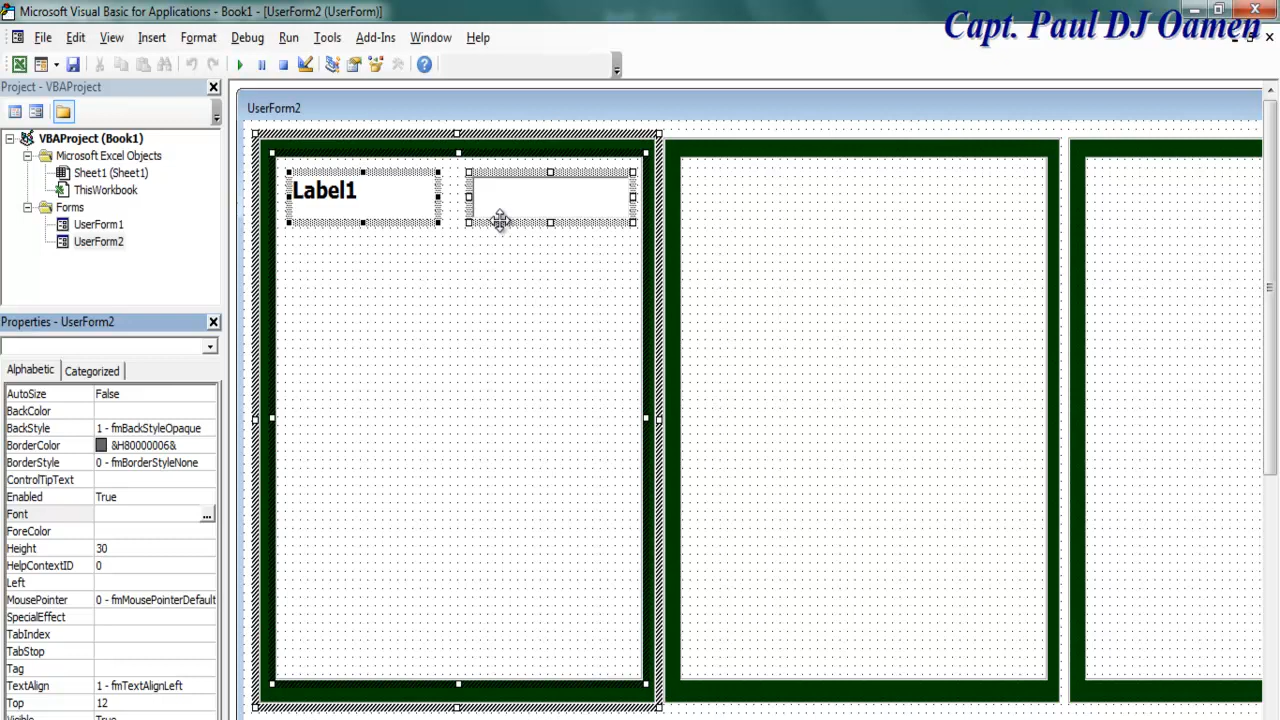 Microsoft Visual Basic for Applications - Book1 - [UserForm2 (UserForm)]
Capt. Paul DJ Oamen
File Edit View Insert Format Debug Run Tools Add-Ins Window Help
Project - VBAProject
VBAProject (Book1)
Microsoft Excel Objects
Sheet1 (Sheet1)
ThisWorkbook
Forms
UserForm1
UserForm2
Properties - UserForm2
Alphabetic Categorized
AutoSize False
BackColor
BackStyle 1 - fmBackStyleOpaque
BorderColor &H80000006&
BorderStyle 0 - fmBorderStyleNone
ControlTipText
Enabled True
Font ...
ForeColor
Height 30
HelpContextID 0
Left
MousePointer 0 - fmMousePointerDefault
SpecialEffect
TabIndex
TabStop
Tag
TextAlign 1 - fmTextAlignLeft
Top 12
Visible True
UserForm2
Label1